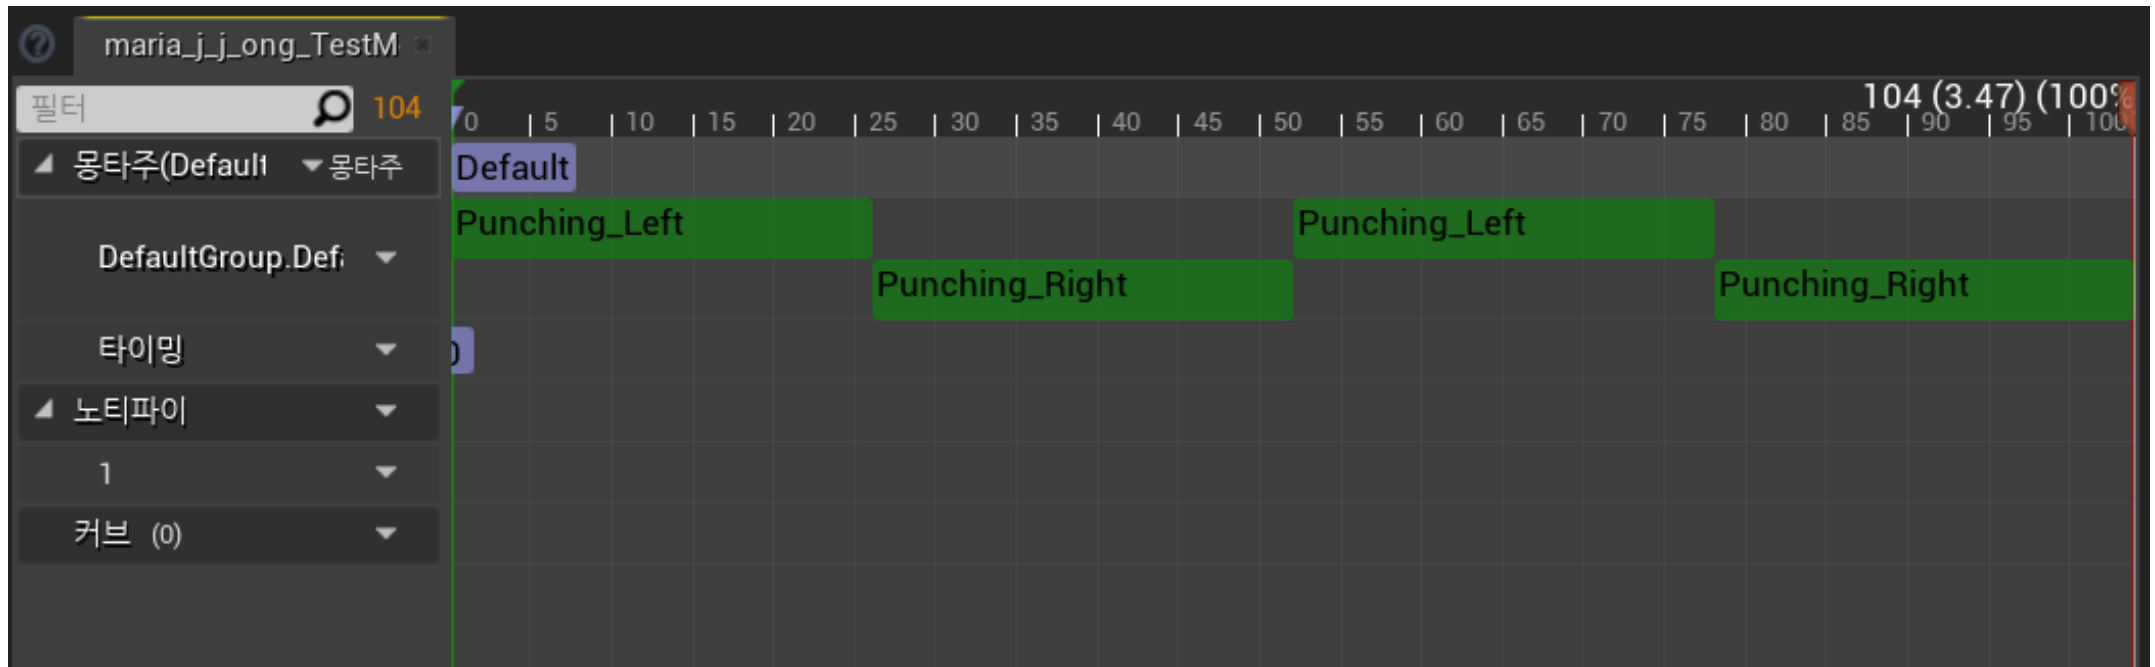 maria_j_j_ong_TestM
필터 104
104 (3.47) (100%
0 5 10 15 20 25 30 35 40 45 50 55 60 65 70 75 80 85 90 95 100
몽타주(Default 몽타주
Default
Punching_Left Punching_Left
DefaultGroup.Defa
Punching_Right Punching_Right
타이밍
노티파이
1
커브 (0)